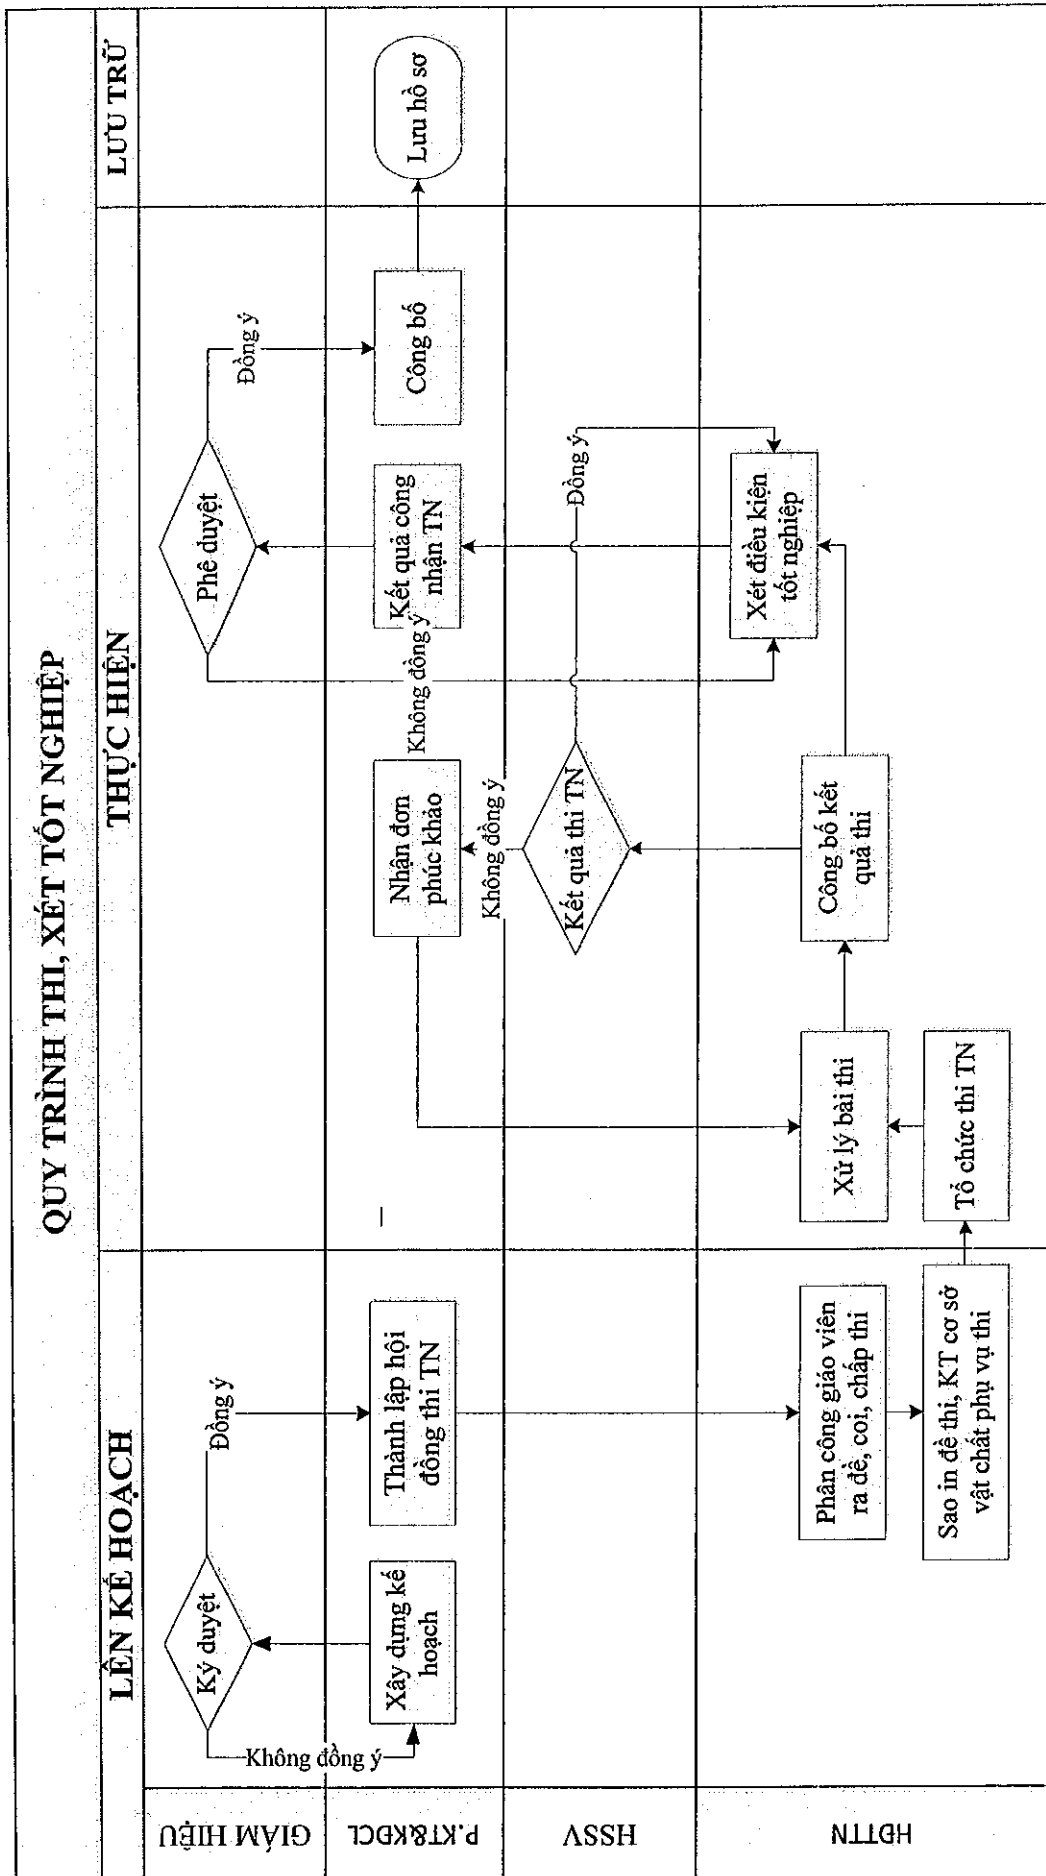 QUY TRÌNH THI, XÉT TỐT NGHIỆP
LÊN KẾ HOẠCH
THỰC HIỆN
LƯU TRỮ
GIÁM HIỆU
Ký duyệt
Đồng ý
Không đồng ý
Phê duyệt
Đồng ý
P.KT&KĐCL
Xây dựng kế
hoạch
Thành lập hội
đồng thi TN
Nhận đơn
phúc khảo
Không đồng ý
Kết quả công
nhận TN
Công bố
Lưu hồ sơ
HSSV
Không đồng ý
Kết quả thi TN
Đồng ý
HĐTTN
Phân công giáo viên
ra đề, coi, chấp thi
Sao in đề thi, KT cơ sở
vật chất phụ vụ thi
Xử lý bài thi
Tổ chức thi TN
Công bố kết
quả thi
Xét điều kiện
tốt nghiệp